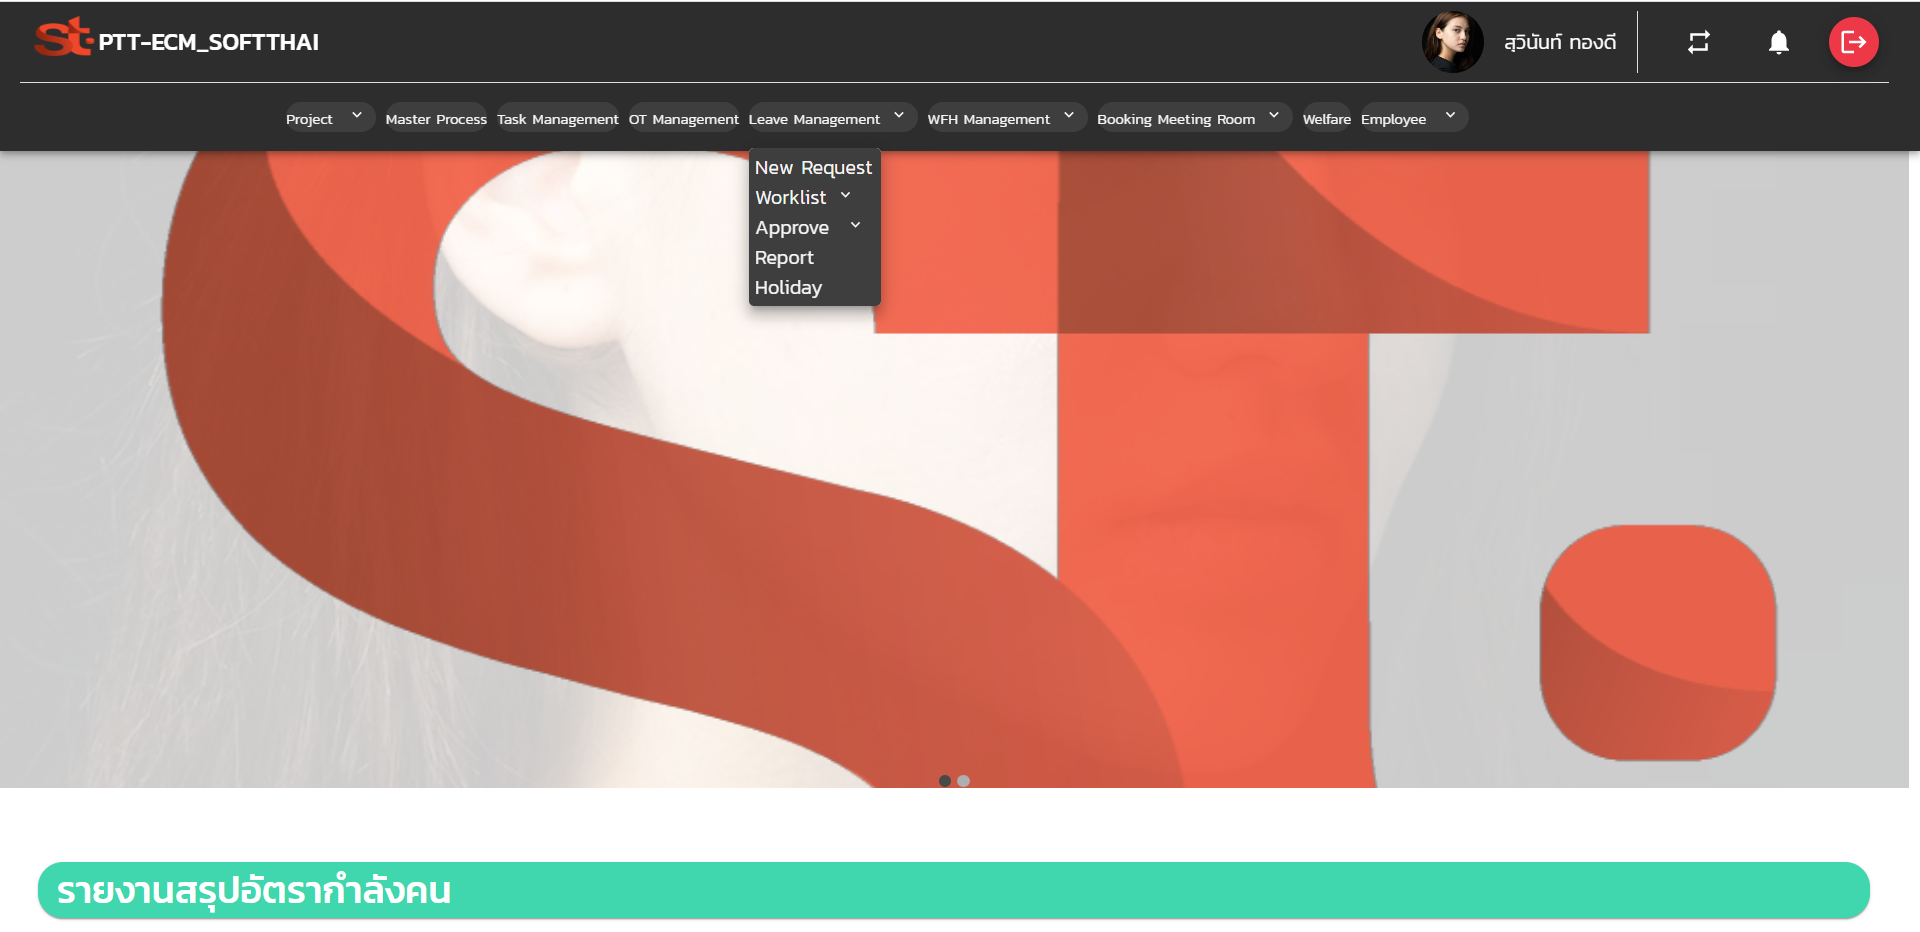 st. PTT-ECM_SOFTTHAI
สุวินันท์ ทองดี
Project Master Process Task Management OT Management Leave Management WFH Management Booking Meeting Room Welfare Employee
New Request
Worklist
Approve
Report
Holiday
รายงานสรุปอัตรากำลังคน